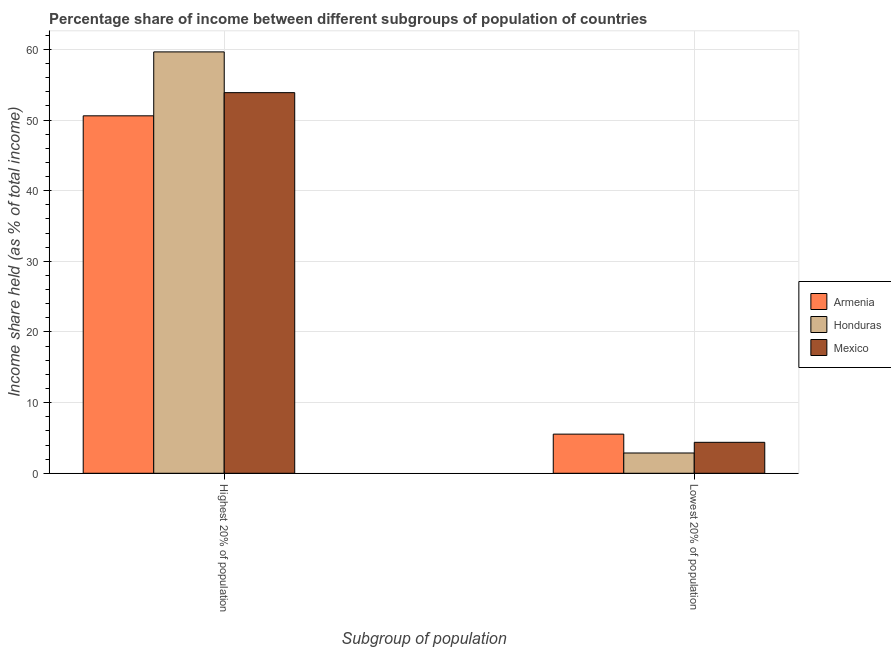 Percentage share of income between different subgroups of population of countries
Income share held (as % of total income)
60
50
40
30
20
10
0
Highest 20% of population
Lowest 20% of population
Subgroup of population
Armenia
Honduras
Mexico